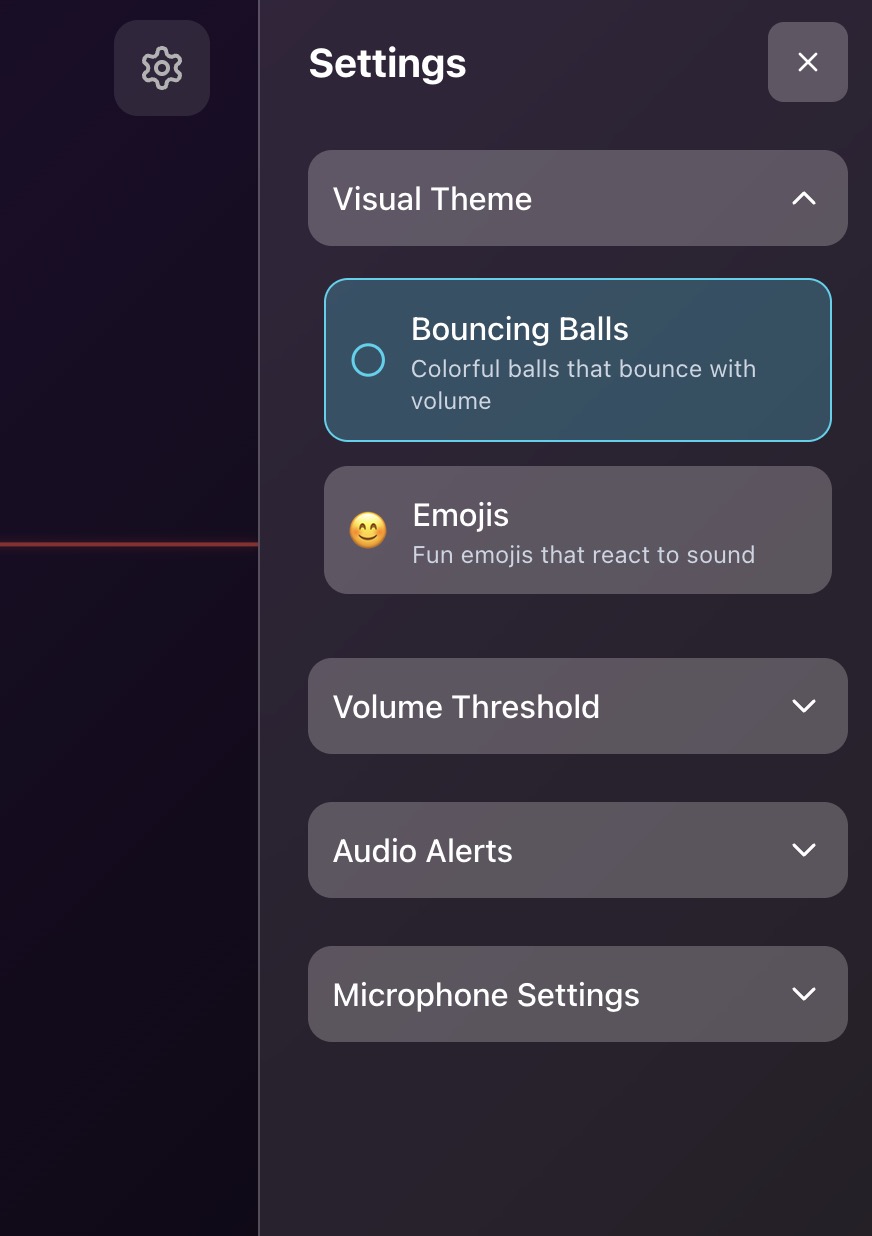 Settings
Visual Theme
Bouncing Balls
Colorful balls that bounce with
volume
Emojis
Fun emojis that react to sound
Volume Threshold
Audio Alerts
Microphone Settings